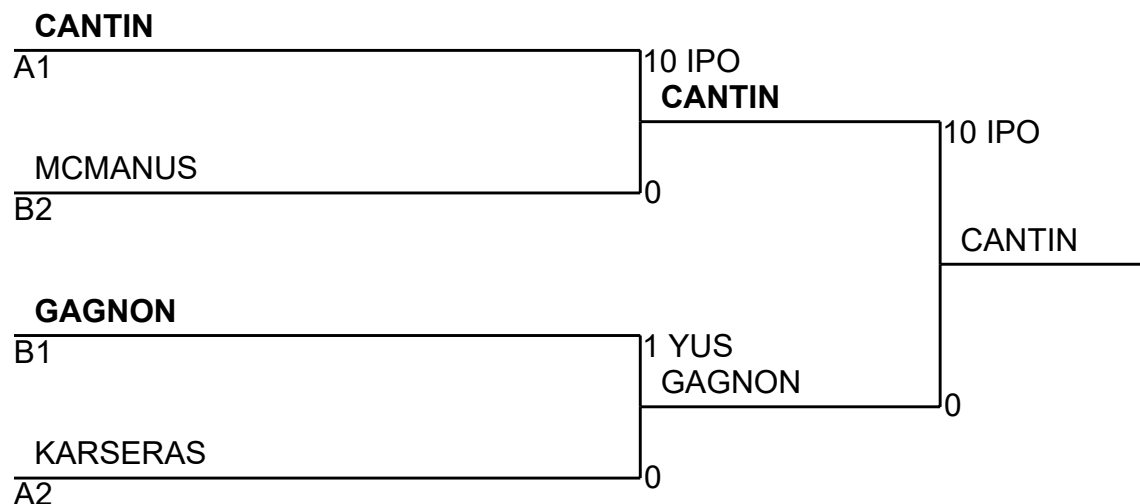 CANTIN
A1
10 IPO
CANTIN
10 IPO
MCMANUS
B2
0
CANTIN
GAGNON
B1
1 YUS
GAGNON
0
KARSERAS
A2
0